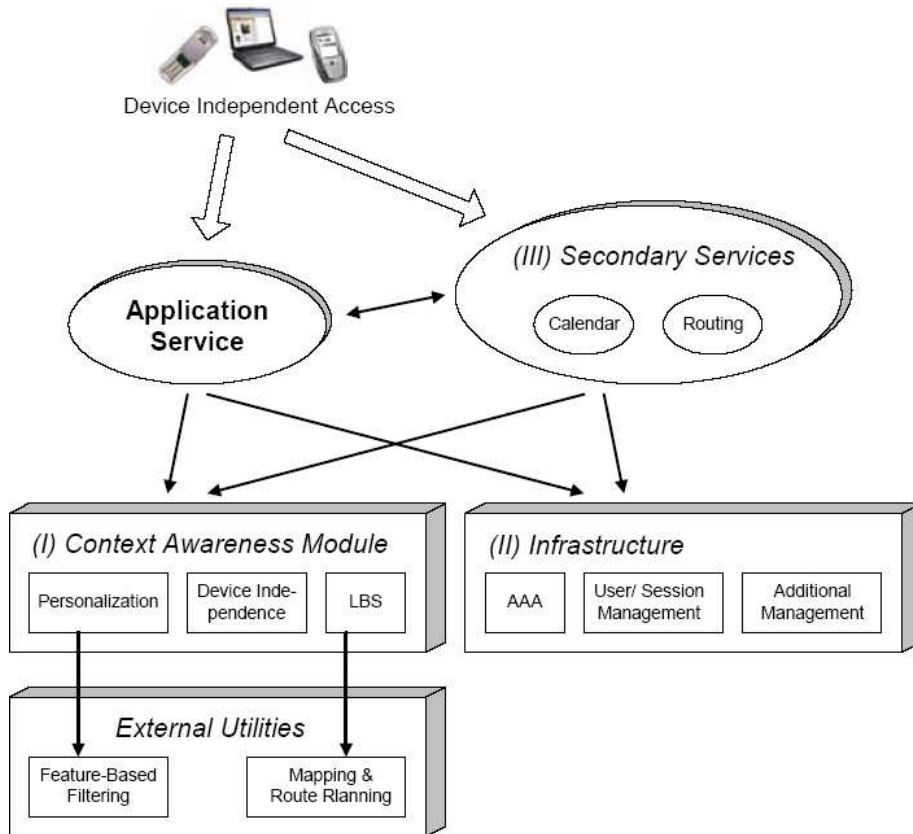 Device Independent Access
(III) Secondary Services
Calendar
Routing
Application
Service
(I) Context Awareness Module
Personalization
Device Inde-
pendence
LBS
(II) Infrastructure
AAA
User/ Session
Management
Additional
Management
External Utilities
Feature-Based
Filtering
Mapping &
Route Rlanning